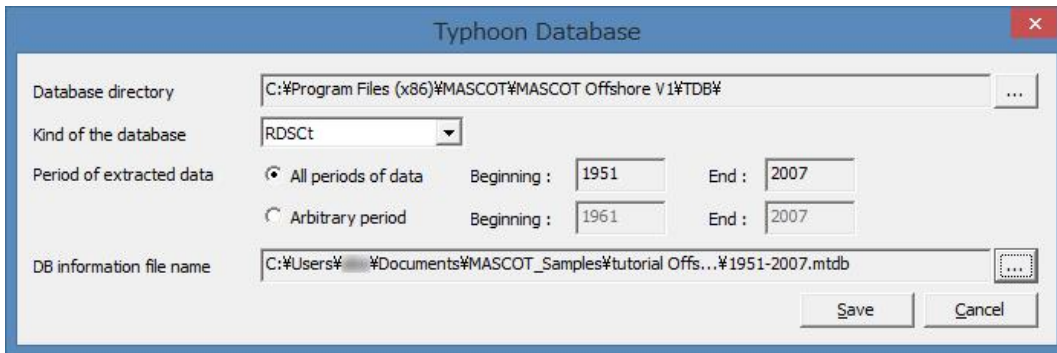 Typhoon Database
Database directory C:¥Program Files (x86)¥MASCOT¥MASCOT Offshore V1¥TDB¥ ...
Kind of the database RDSCt
Period of extracted data All periods of data Beginning : 1951 End : 2007
Arbitrary period Beginning : 1961 End : 2007
DB information file name C:¥Users¥ ¥Documents¥MASCOT_Samples¥tutorial Offs...¥1951-2007.mtdb ...
Save Cancel